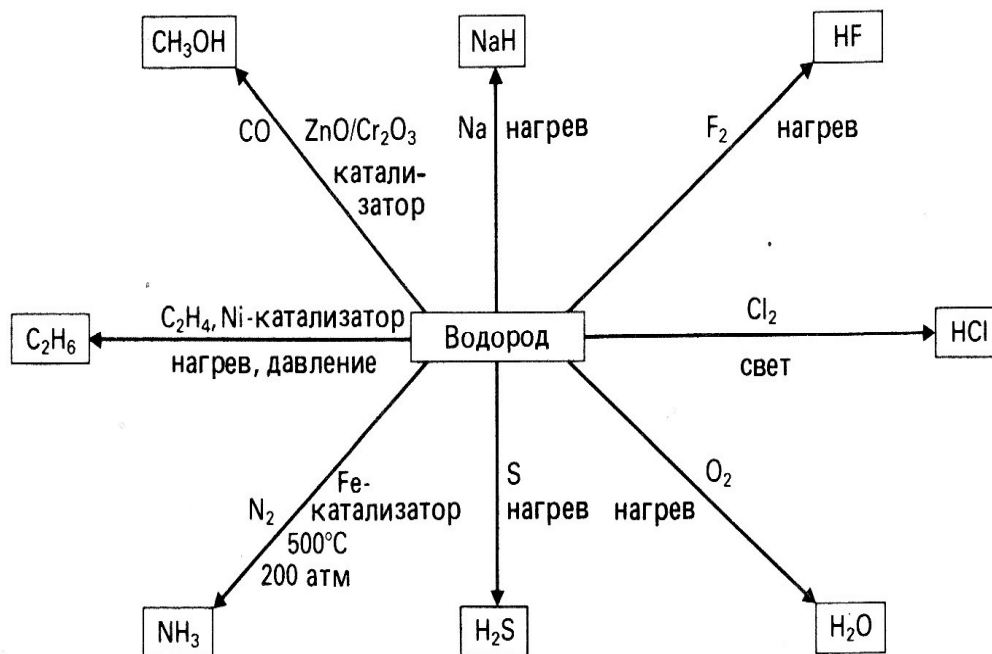 CH₃OH
NaH
HF
CO
ZnO/Cr₂O₃
катали-
затор
Na
нагрев
F₂
нагрев
C₂H₄, Ni-катализатор
нагрев, давление
C₂H₆
Водород
Cl₂
свет
HCl
N₂
Fe-
катализатор
500°C
200 атм
S
нагрев
нагрев
O₂
NH₃
H₂S
H₂O